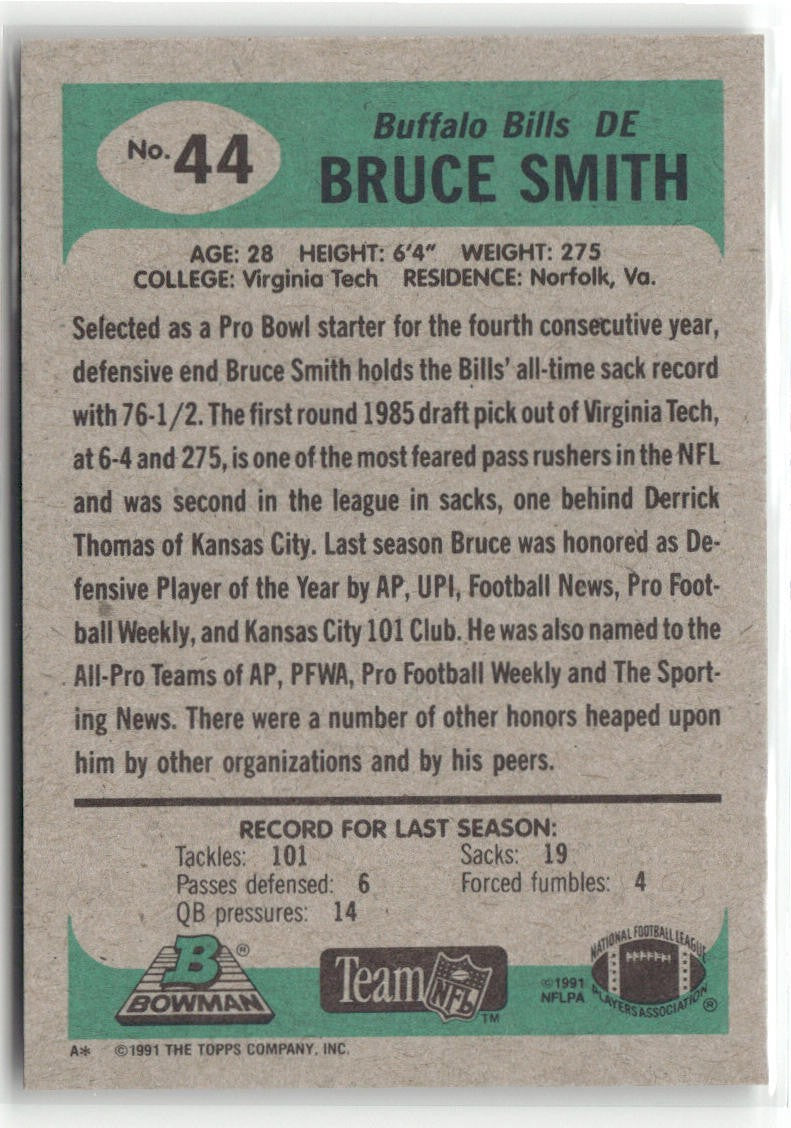 No. 44
Buffalo Bills DE
BRUCE SMITH
AGE: 28 HEIGHT: 6'4" WEIGHT: 275
COLLEGE: Virginia Tech RESIDENCE: Norfolk, Va.
Selected as a Pro Bowl starter for the fourth consecutive year,
defensive end Bruce Smith holds the Bills' all-time sack record
with 76-1/2. The first round 1985 draft pick out of Virginia Tech,
at 6-4 and 275, is one of the most feared pass rushers in the NFL
and was second in the league in sacks, one behind Derrick
Thomas of Kansas City. Last season Bruce was honored as De-
fensive Player of the Year by AP, UPI, Football News, Pro Foot-
ball Weekly, and Kansas City 101 Club. He was also named to the
All-Pro Teams of AP, PFWA, Pro Football Weekly and The Sport-
ing News. There were a number of other honors heaped upon
him by other organizations and by his peers.
RECORD FOR LAST SEASON:
Tackles: 101 Sacks: 19
Passes defensed: 6 Forced fumbles: 4
QB pressures: 14
B ®
BOWMAN
Team NFL ™
©1991
NFLPA
NATIONAL FOOTBALL LEAGUE
PLAYERS ASSOCIATION ®
A* ©1991 THE TOPPS COMPANY, INC.